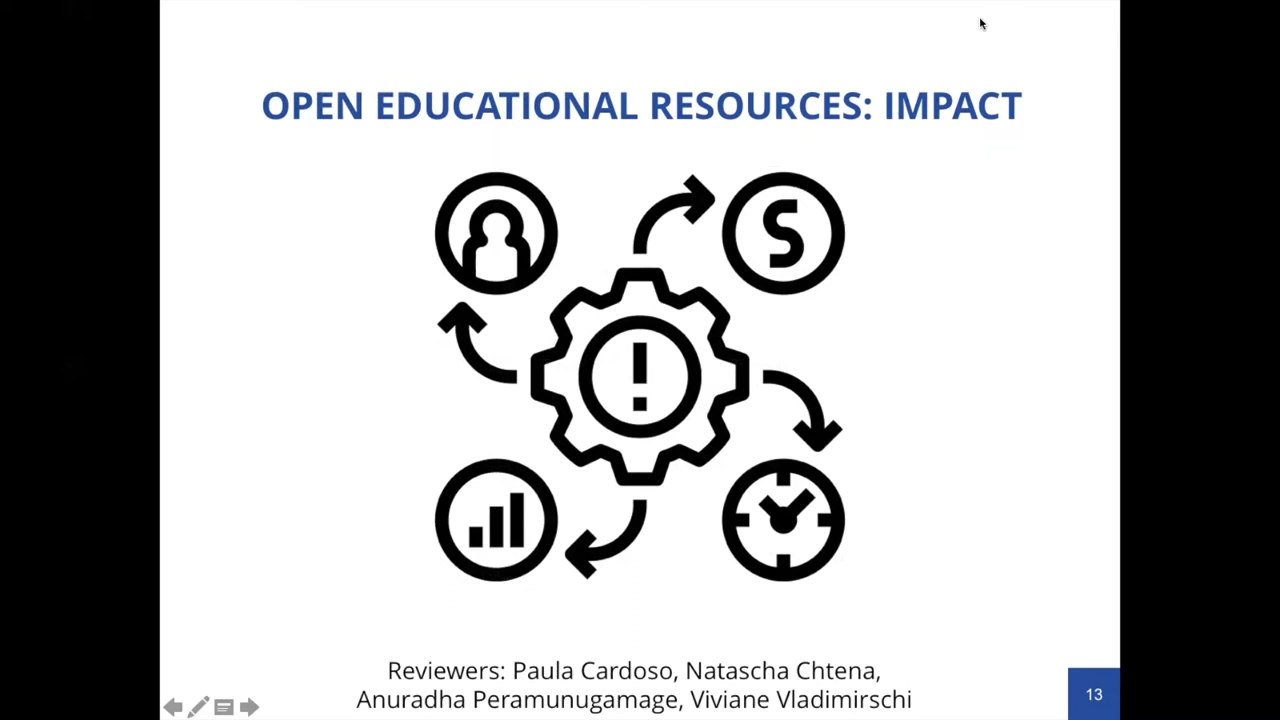 OPEN EDUCATIONAL RESOURCES: IMPACT
S
!
Reviewers: Paula Cardoso, Natascha Chtena,
Anuradha Peramunugamage, Viviane Vladimirschi
13